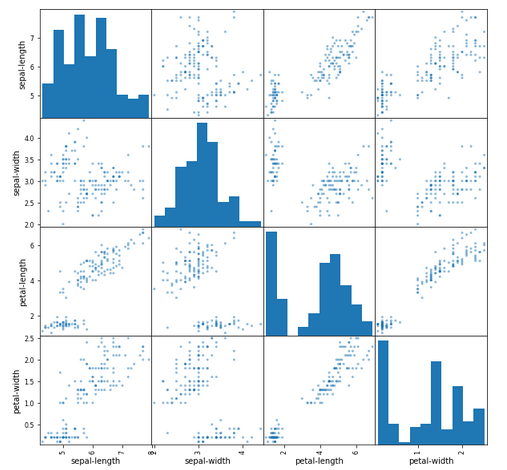 sepal-length
7
6
5
sepal-width
4.0
3.5
3.0
2.5
2.0
petal-length
6
4
2
petal-width
2.5
2.0
1.5
1.0
0.5
5 6 7 8 2 3 4 2 4 6 1 2
sepal-length sepal-width petal-length petal-width